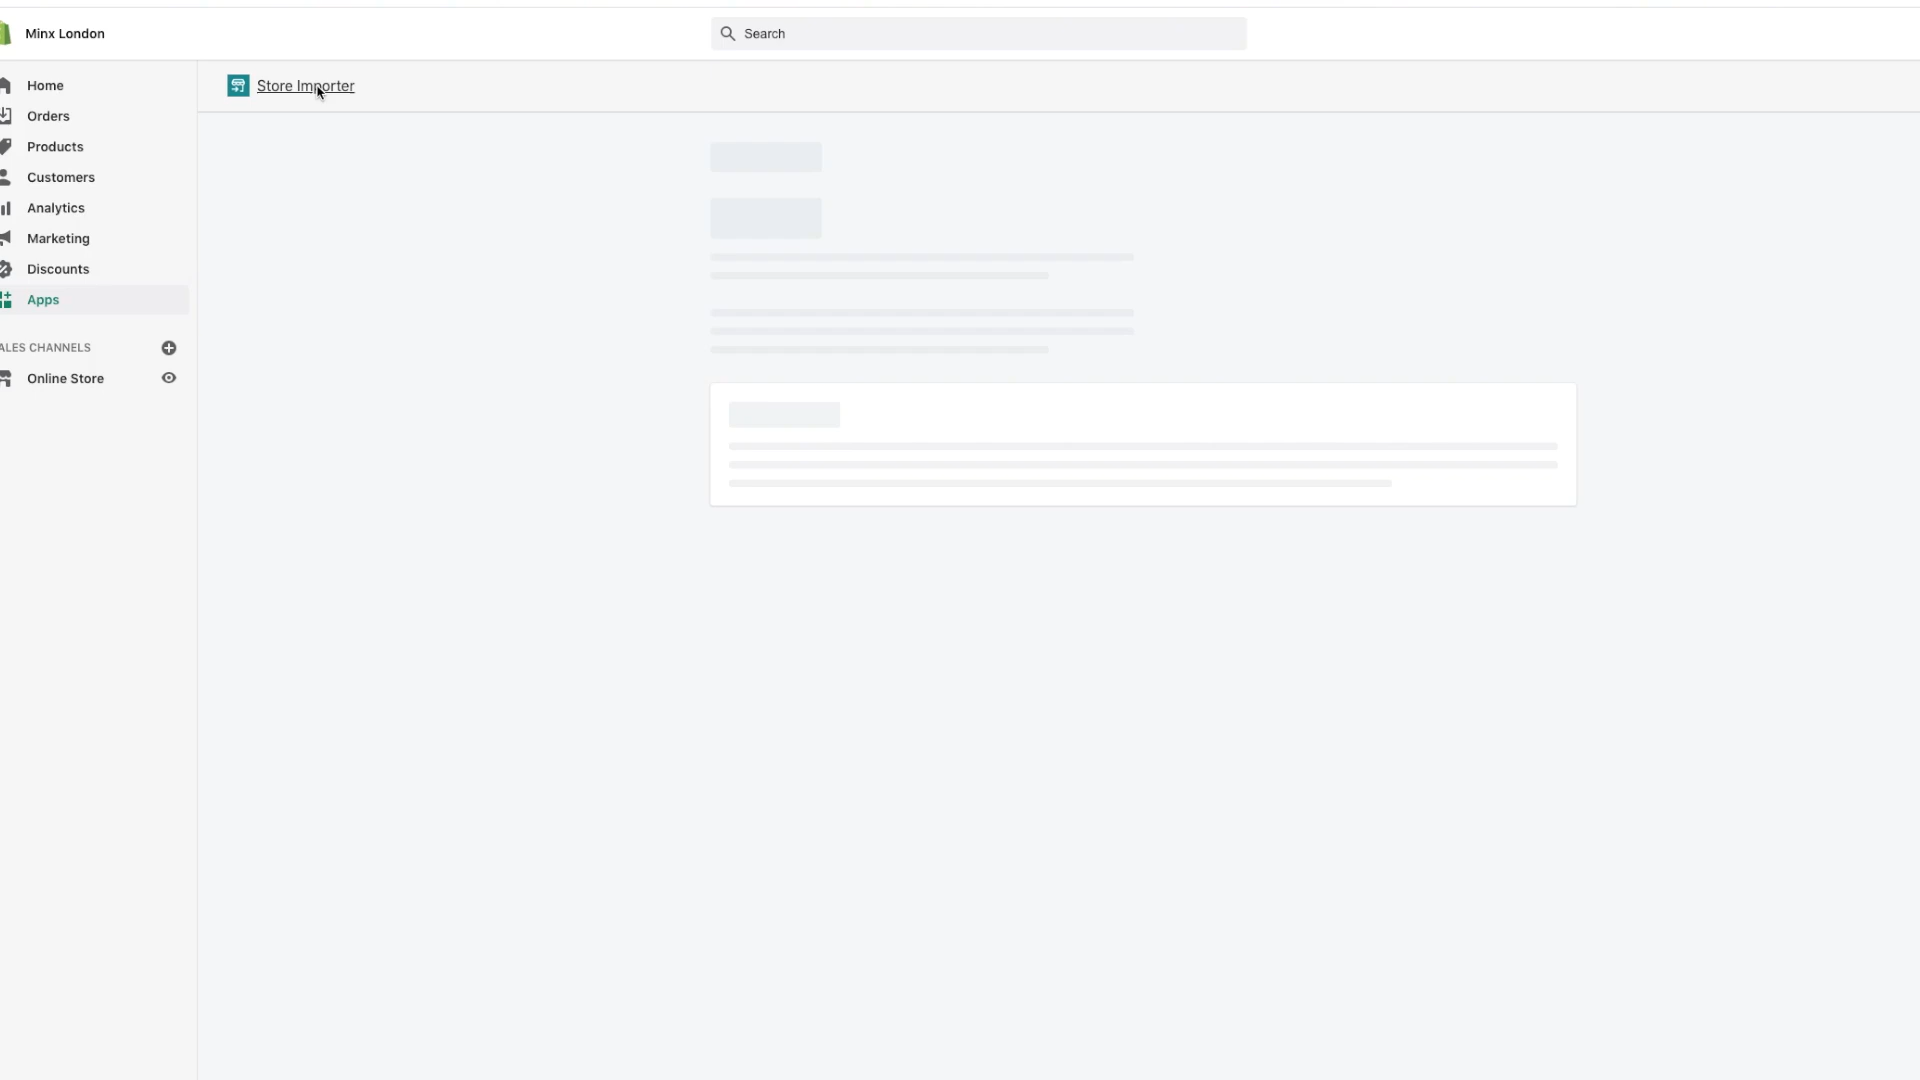 Minx London
Search
Store Importer
Home
Orders
Products
Customers
Analytics
Marketing
Discounts
Apps
ALES CHANNELS
Online Store